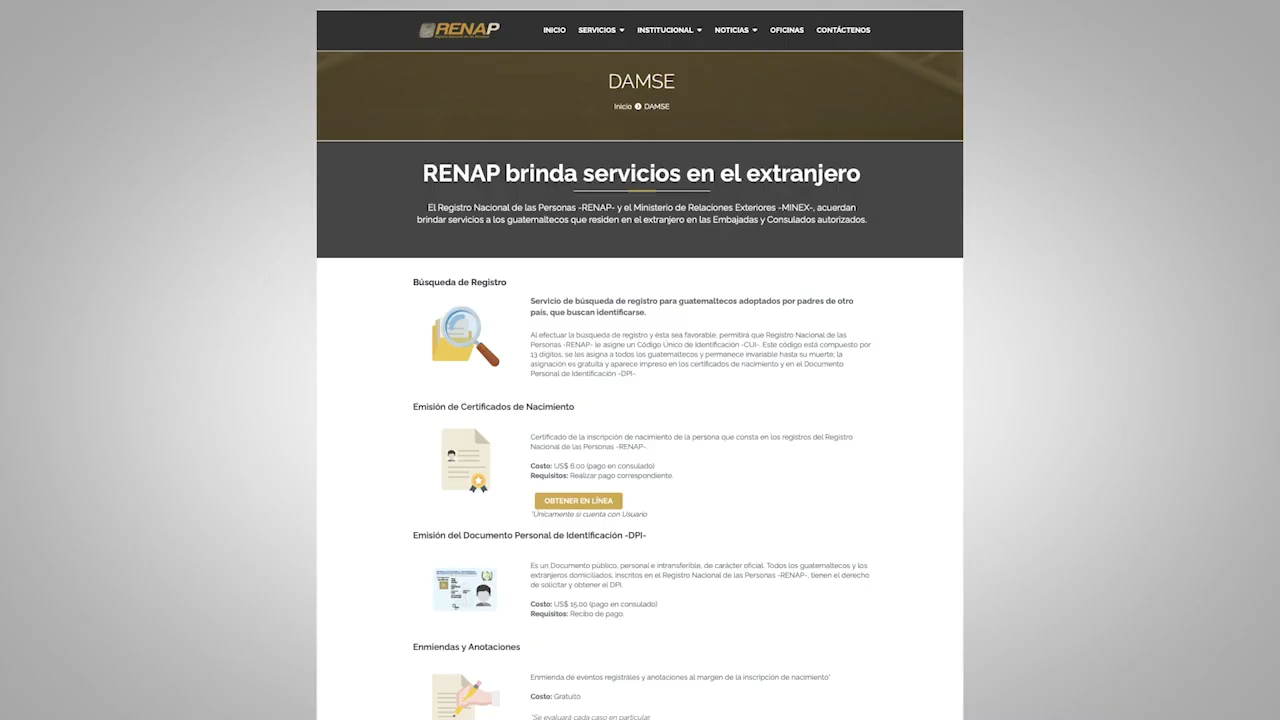 RENAP
INICIO SERVICIOS INSTITUCIONAL NOTICIAS OFICINAS CONTÁCTENOS
DAMSE
Inicio DAMSE
RENAP brinda servicios en el extranjero
El Registro Nacional de las Personas -RENAP- y el Ministerio de Relaciones Exteriores -MINEX-, acuerdan
brindar servicios a los guatemaltecos que residen en el extranjero en las Embajadas y Consulados autorizados.
Búsqueda de Registro
Servicio de búsqueda de registro para guatemaltecos adoptados por padres de otro
país, que buscan identificarse.
Al efectuar la búsqueda de registro y ésta sea favorable, permitirá que Registro Nacional de las
Personas -RENAP- le asigne un Código Único de Identificación -CUI-. Este código está compuesto por
13 dígitos, se les asigna a todos los guatemaltecos y permanece invariable hasta su muerte; la
asignación es gratuita y aparece impreso en los certificados de nacimiento y en el Documento
Personal de Identificación -DPI-.
Emisión de Certificados de Nacimiento
Certificado de la inscripción de nacimiento de la persona que consta en los registros del Registro
Nacional de las Personas -RENAP-.
Costo: US$ 6.00 (pago en consulado)
Requisitos: Realizar pago correspondiente.
OBTENER EN LÍNEA
*Unicamente si cuenta con Usuario
Emisión del Documento Personal de Identificación -DPI-
Es un Documento público, personal e intransferible, de carácter oficial. Todos los guatemaltecos y los
extranjeros domiciliados, inscritos en el Registro Nacional de las Personas -RENAP-, tienen el derecho
de solicitar y obtener el DPI.
Costo: US$ 15.00 (pago en consulado)
Requisitos: Recibo de pago.
Enmiendas y Anotaciones
Enmienda de eventos registrales y anotaciones al margen de la inscripción de nacimiento*
Costo: Gratuito
*Se evaluará cada caso en particular